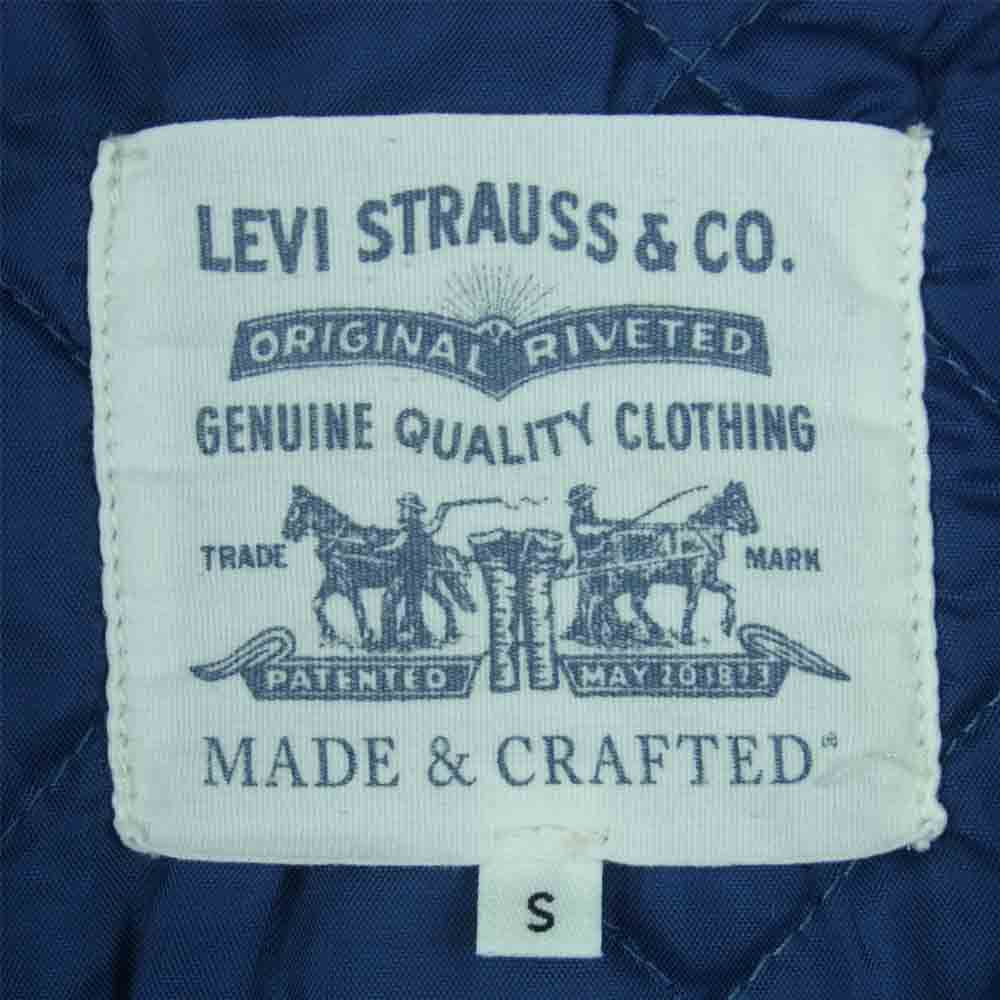 LEVI STRAUSS & CO.
ORIGINAL RIVETED
GENUINE QUALITY CLOTHING
TRADE MARK
PATENTED MAY 20 1873
MADE & CRAFTED®
S